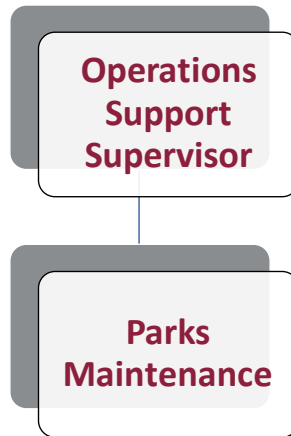 Operations
Support
Supervisor
Parks
Maintenance